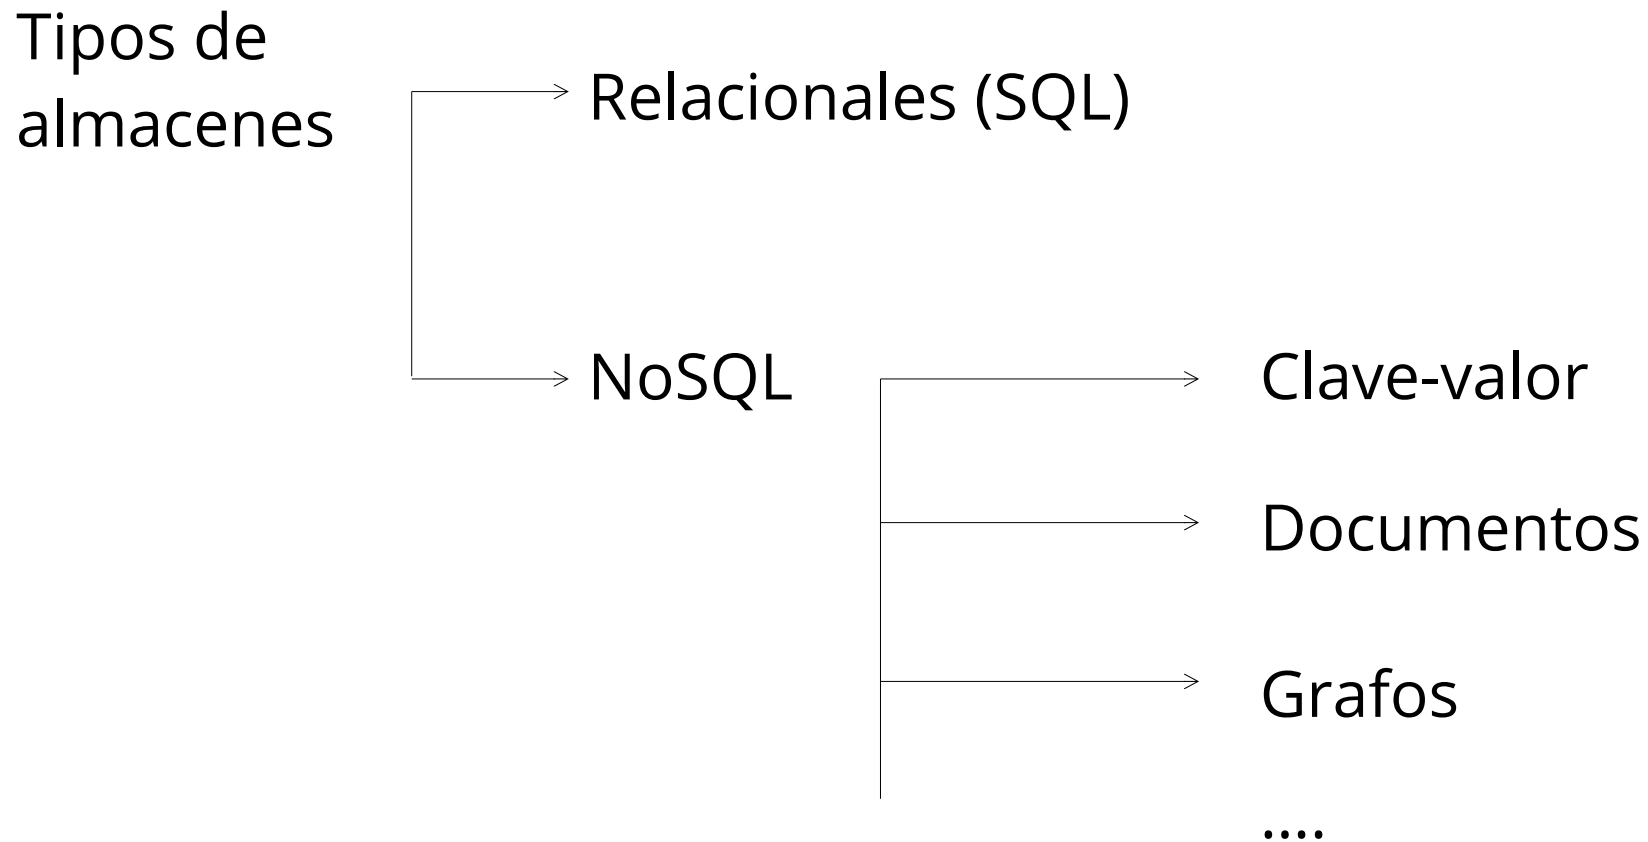 Tipos de
almacenes
Relacionales (SQL)
NoSQL
Clave-valor
Documentos
Grafos
....